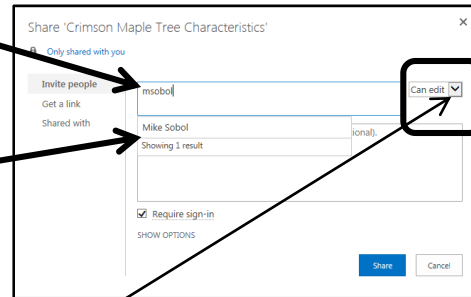 Share 'Crimson Maple Tree Characteristics'
Only shared with you
Invite people
msobol
Can edit
Get a link
Shared with
Mike Sobol
ional).
Showing 1 result
Require sign-in
SHOW OPTIONS
Share Cancel